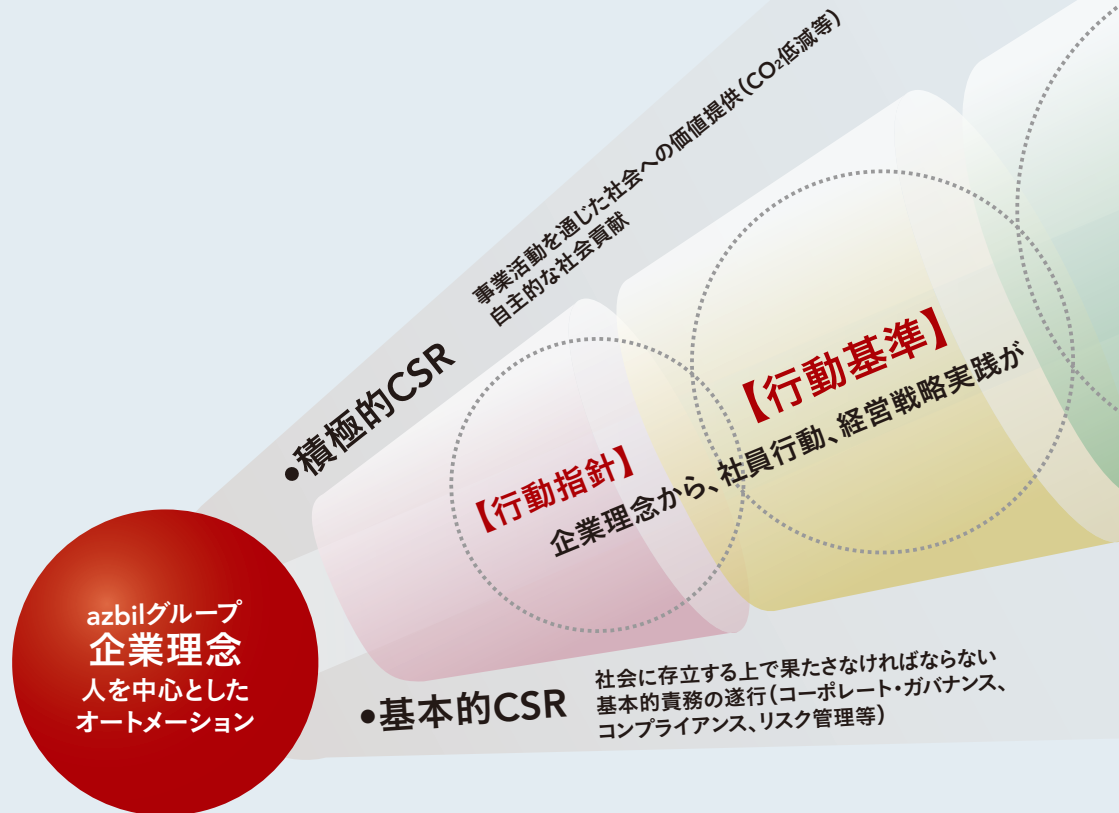 事業活動を通じた社会への価値提供(CO₂低減等)
自主的な社会貢献
•積極的CSR
【行動基準】
【行動指針】
企業理念から、社員行動、経営戦略実践が
azbilグループ
企業理念
人を中心とした
オートメーション
•基本的CSR
社会に存立する上で果たさなければならない
基本的責務の遂行(コーポレート・ガバナンス、
コンプライアンス、リスク管理等)